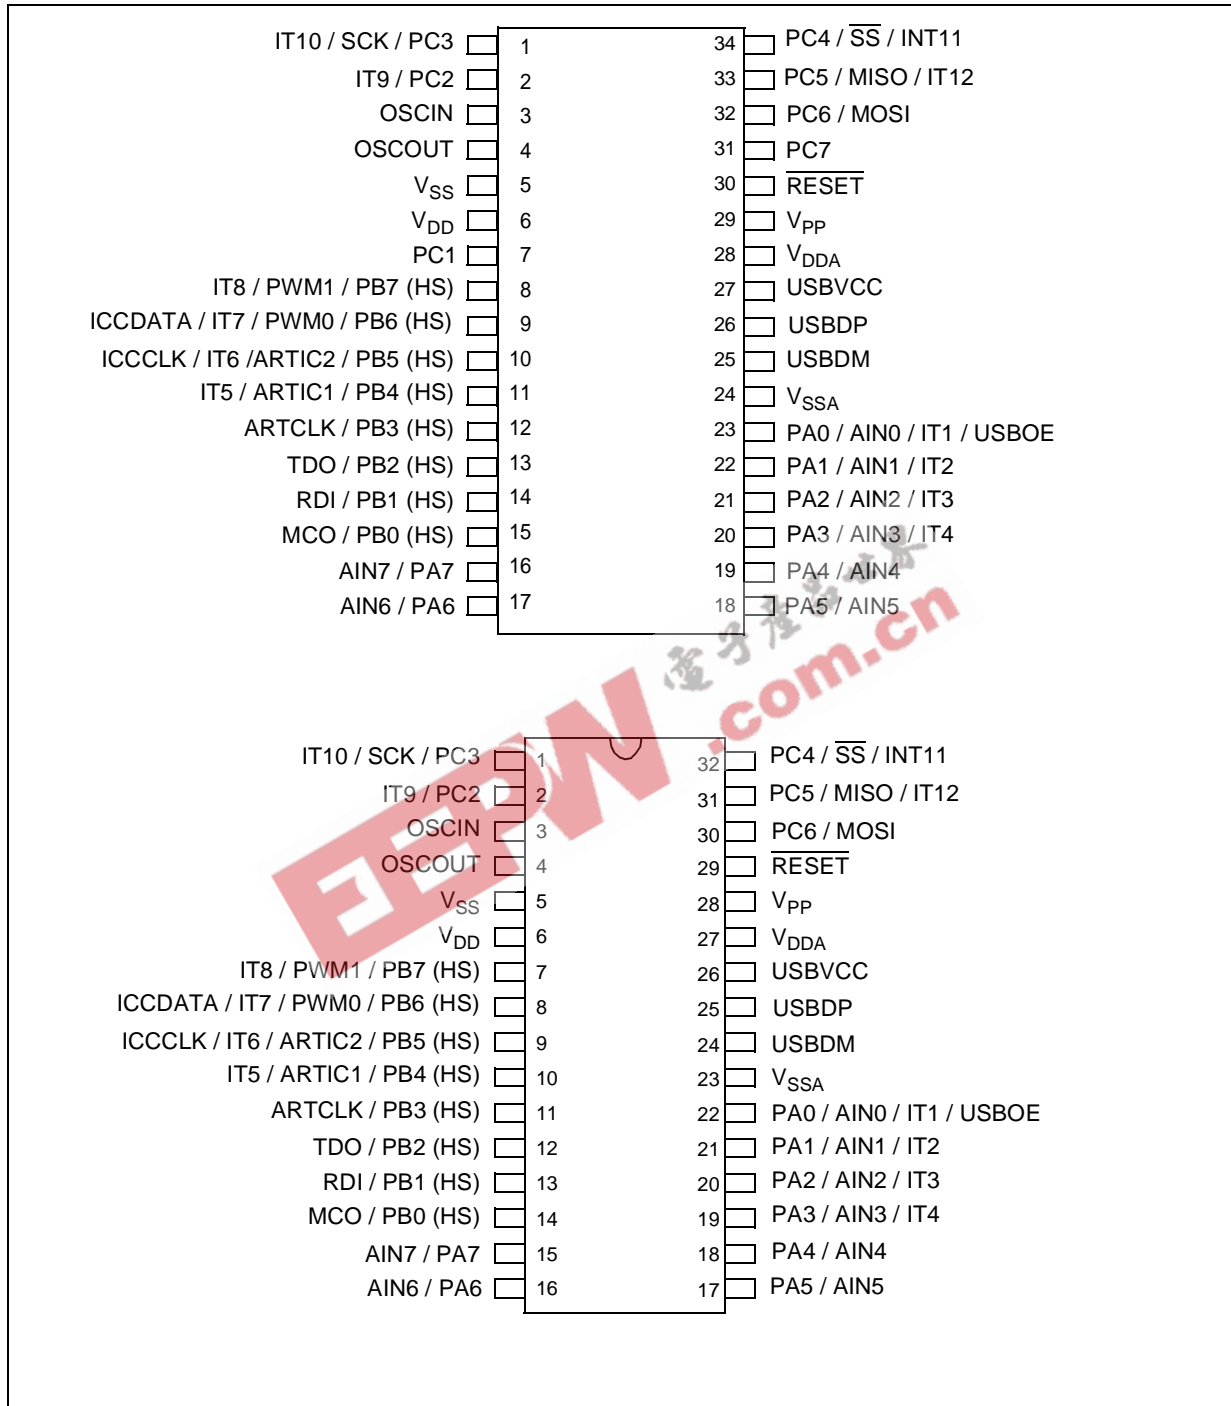 IT10 / SCK / PC3 1 34 PC4 / SS / INT11
IT9 / PC2 2 33 PC5 / MISO / IT12
OSCIN 3 32 PC6 / MOSI
OSCOUT 4 31 PC7
VSS 5 30 RESET
VDD 6 29 VPP
PC1 7 28 VDDA
IT8 / PWM1 / PB7 (HS) 8 27 USBVCC
ICCDATA / IT7 / PWM0 / PB6 (HS) 9 26 USBDP
ICCCLK / IT6 /ARTIC2 / PB5 (HS) 10 25 USBDM
IT5 / ARTIC1 / PB4 (HS) 11 24 VSSA
ARTCLK / PB3 (HS) 12 23 PA0 / AIN0 / IT1 / USBOE
TDO / PB2 (HS) 13 22 PA1 / AIN1 / IT2
RDI / PB1 (HS) 14 21 PA2 / AIN2 / IT3
MCO / PB0 (HS) 15 20 PA3 / AIN3 / IT4
AIN7 / PA7 16 19 PA4 / AIN4
AIN6 / PA6 17 18 PA5 / AIN5
EEPW 電子產品世界
.com.cn
IT10 / SCK / PC3 1 32 PC4 / SS / INT11
IT9 / PC2 2 31 PC5 / MISO / IT12
OSCIN 3 30 PC6 / MOSI
OSCOUT 4 29 RESET
VSS 5 28 VPP
VDD 6 27 VDDA
IT8 / PWM1 / PB7 (HS) 7 26 USBVCC
ICCDATA / IT7 / PWM0 / PB6 (HS) 8 25 USBDP
ICCCLK / IT6 / ARTIC2 / PB5 (HS) 9 24 USBDM
IT5 / ARTIC1 / PB4 (HS) 10 23 VSSA
ARTCLK / PB3 (HS) 11 22 PA0 / AIN0 / IT1 / USBOE
TDO / PB2 (HS) 12 21 PA1 / AIN1 / IT2
RDI / PB1 (HS) 13 20 PA2 / AIN2 / IT3
MCO / PB0 (HS) 14 19 PA3 / AIN3 / IT4
AIN7 / PA7 15 18 PA4 / AIN4
AIN6 / PA6 16 17 PA5 / AIN5